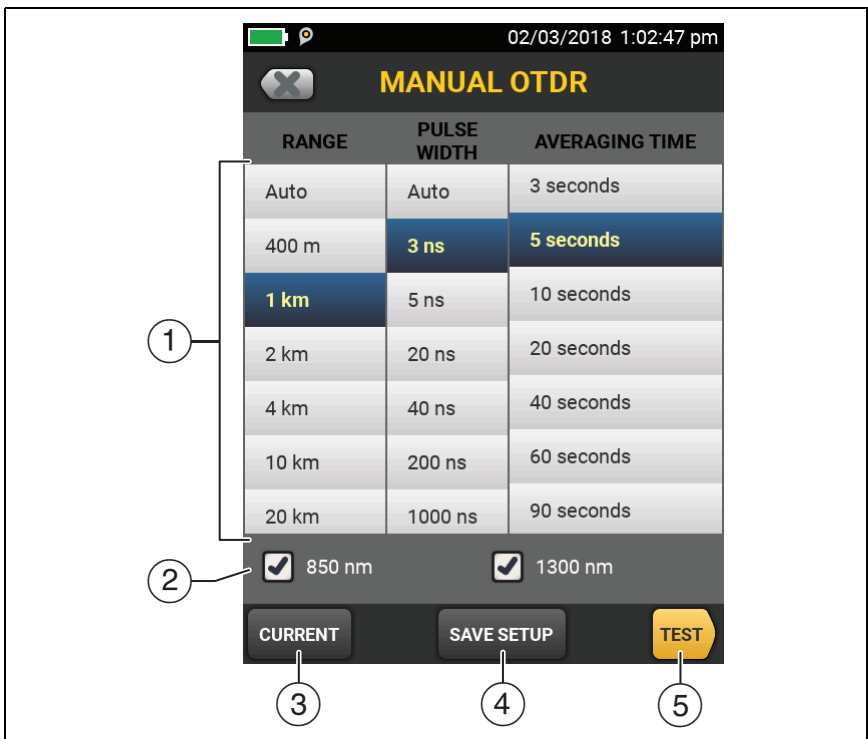 02/03/2018 1:02:47 pm
MANUAL OTDR
RANGE PULSE WIDTH AVERAGING TIME
Auto Auto 3 seconds
400 m 3 ns 5 seconds
1 km 5 ns 10 seconds
2 km 20 ns 20 seconds
4 km 40 ns 40 seconds
10 km 200 ns 60 seconds
20 km 1000 ns 90 seconds
850 nm 1300 nm
CURRENT SAVE SETUP TEST
1
2
3 4 5